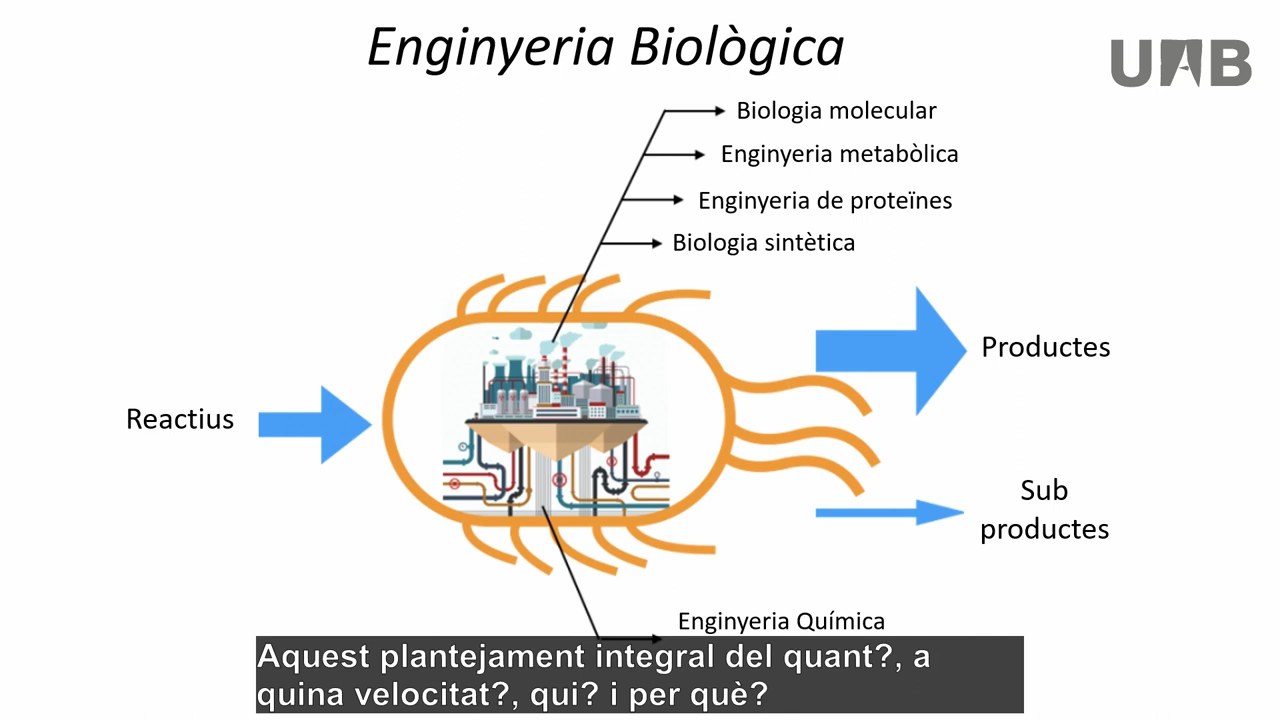 Enginyeria Biològica
UAB
Biologia molecular
Enginyeria metabòlica
Enginyeria de proteïnes
Biologia sintètica
Reactius
Productes
Sub
productes
Enginyeria Química
Aquest plantejament integral del quant?, a
quina velocitat?, qui? i per què?